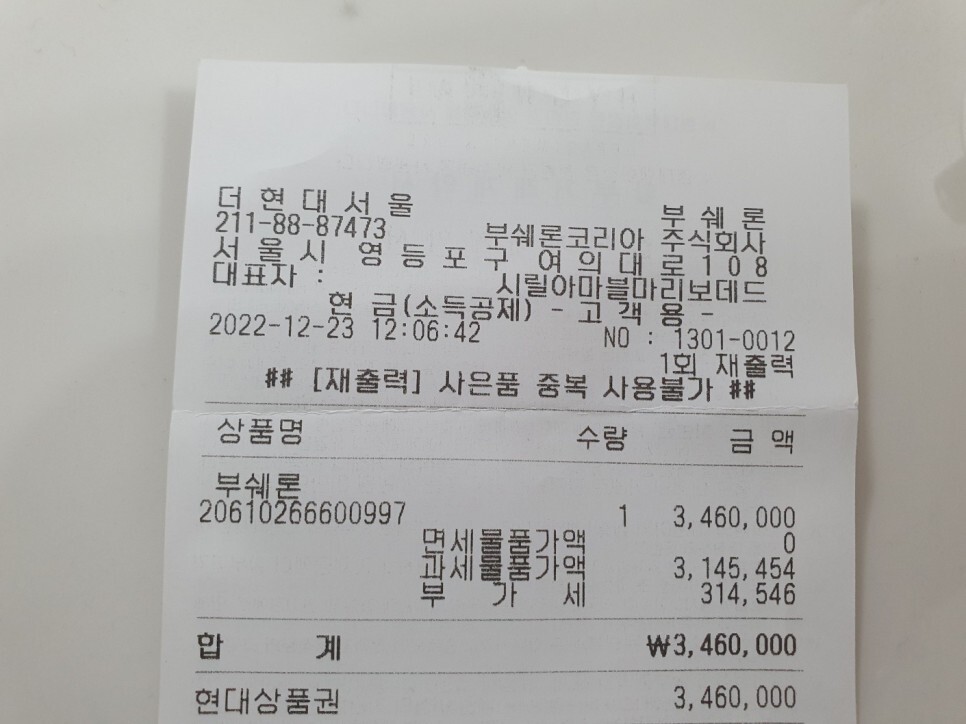 더현대서울 부쉐론
211-88-87473 부쉐론코리아 주식회사
서울시 영등포구 여의대로108
대표자 : 시릴아마블마리보데드
현금(소득공제) - 고객용 -
2022-12-23 12:06:42 NO : 1301-0012
1회 재출력
## [재출력] 사은품 중복 사용불가 ##
상품명 수량 금액
부쉐론
20610266600997 1 3,460,000
면세물품가액 0
과세물품가액 3,145,454
부가세 314,546
합계 ₩3,460,000
현대상품권 3,460,000